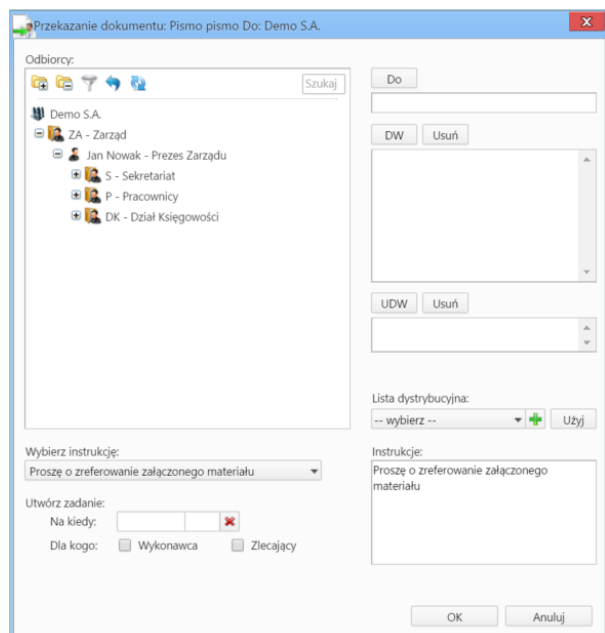 Przekazanie dokumentu: Pismo pismo Do: Demo S.A.
Odbiorcy:
Szukaj
Demo S.A.
ZA - Zarząd
Jan Nowak - Prezes Zarządu
S - Sekretariat
P - Pracownicy
DK - Dział Księgowości
Do
DW Usuń
UDW Usuń
Lista dystrybucyjna:
-- wybierz -- Użyj
Wybierz instrukcję:
Proszę o zreferowanie załączonego materiału
Utwórz zadanie:
Na kiedy:
Dla kogo: Wykonawca Zlecający
Instrukcje:
Proszę o zreferowanie załączonego
materiału
OK Anuluj